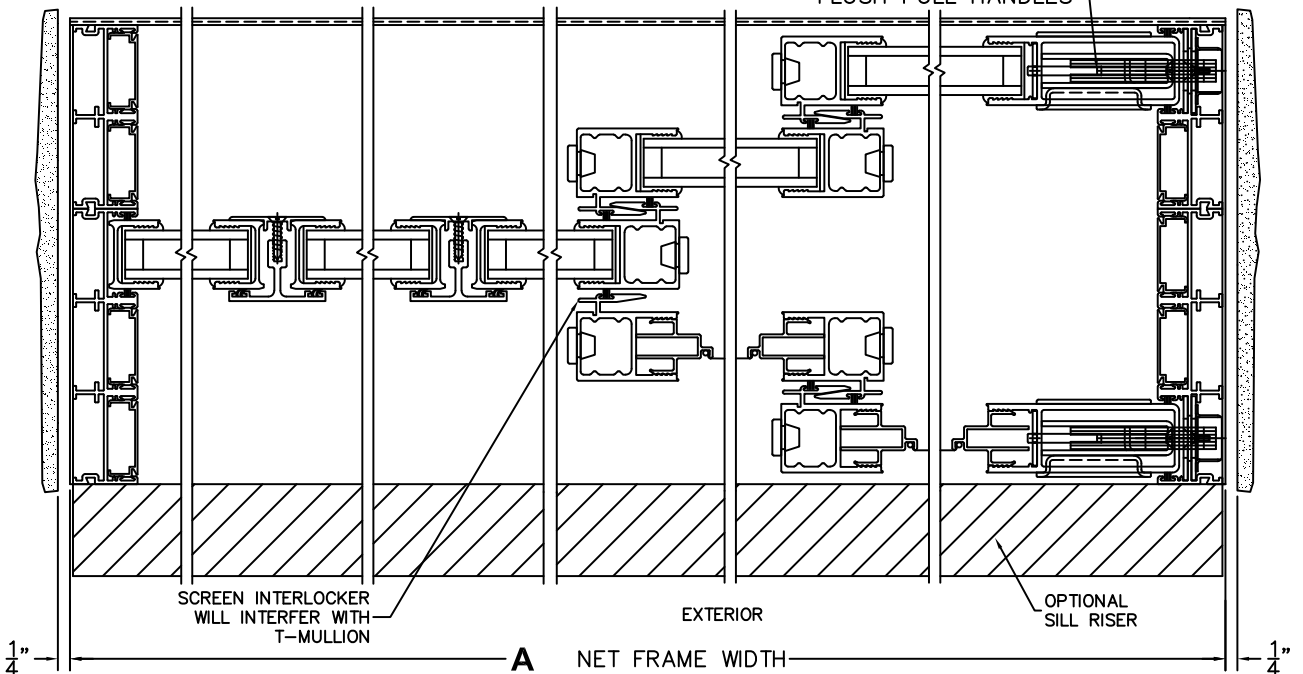 FLUSH PULL HANDLES
SCREEN INTERLOCKER
WILL INTERFER WITH
T-MULLION
EXTERIOR
OPTIONAL
SILL RISER
1/4"
A NET FRAME WIDTH
1/4"